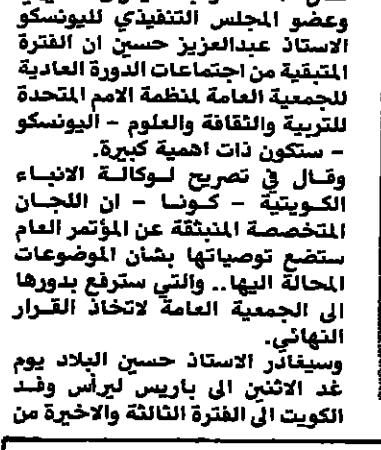 وعضو المجلس التنفيذي لليونسكو
الاستاذ عبدالعزيز حسين ان الفترة
المتبقية من اجتماعات الدورة العادية
للجمعية العامة لمنظمة الامم المتحدة
للتربية والثقافة والعلوم – اليونسكو
– ستكون ذات اهمية كبيرة.
وقال في تصريح لوكالة الانباء
الكويتية – كونا – ان اللجان
المتخصصة المنبثقة عن المؤتمر العام
ستضع توصياتها بشأن الموضوعات
المحالة اليها.. والتي سترفع بدورها
الى الجمعية العامة لاتخاذ القرار
النهائي.
وسيغادر الاستاذ حسين البلاد يوم
غد الاثنين الى باريس ليرأس وفد
الكويت الى الفترة الثالثة والاخيرة من